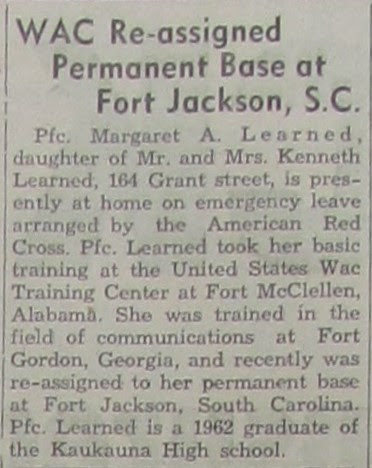 WAC Re-assigned
Permanent Base at
Fort Jackson, S.C.
Pfc. Margaret A. Learned,
daughter of Mr. and Mrs. Kenneth
Learned, 164 Grant street, is pres-
ently at home on emergency leave
arranged by the American Red
Cross. Pfc. Learned took her basic
training at the United States Wac
Training Center at Fort McClellen,
Alabama. She was trained in the
field of communications at Fort
Gordon, Georgia, and recently was
re-assigned to her permanent base
at Fort Jackson, South Carolina.
Pfc. Learned is a 1962 graduate of
the Kaukauna High school.